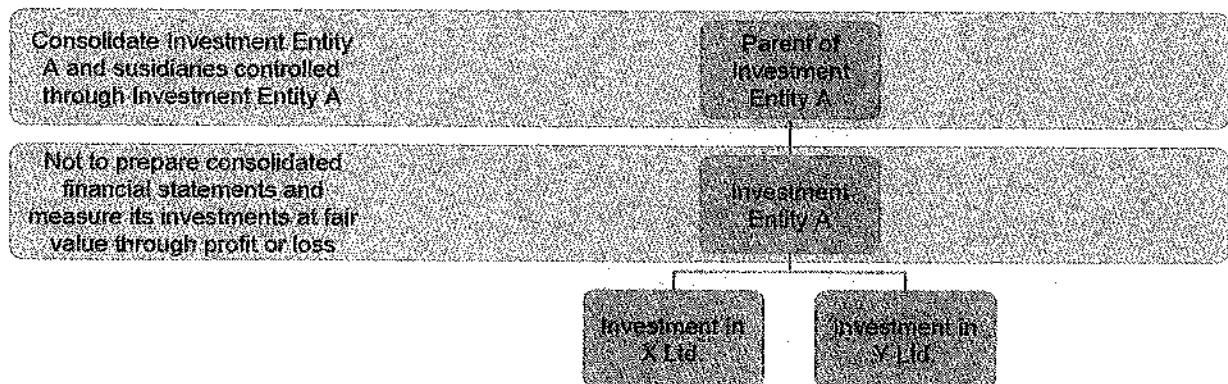 Consolidate Investment Entity
A and susidiaries controlled
through Investment Entity A
Parent of
Investment
Entity A
Not to prepare consolidated
financial statements and
measure its investments at fair
value through profit or loss
Investment
Entity A
Investment in
X Ltd.
Investment in
Y Ltd.